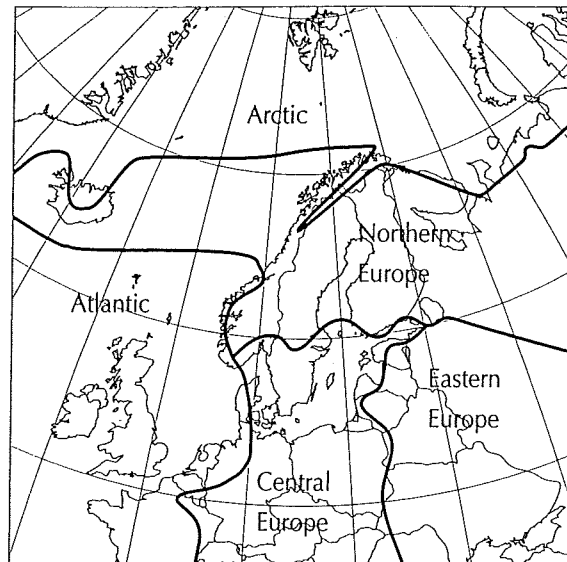 Arctic
Northern
Europe
Atlantic
Eastern
Europe
Central
Europe